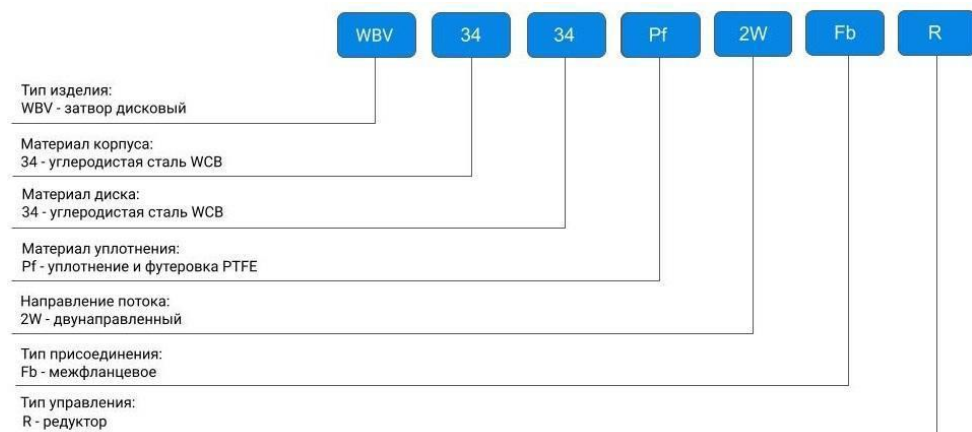 WBV 34 34 Pf 2W Fb R
Тип изделия:
WBV - затвор дисковый
Материал корпуса:
34 - углеродистая сталь WCB
Материал диска:
34 - углеродистая сталь WCB
Материал уплотнения:
Pf - уплотнение и футеровка PTFE
Направление потока:
2W - двунаправленный
Тип присоединения:
Fb - межфланцевое
Тип управления:
R - редуктор